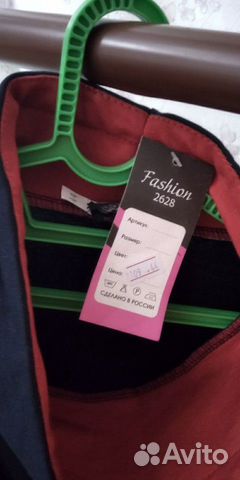 Fashion
2628
Артикул:
Размер:
Цвет:
Цена:
СДЕЛАНО В РОССИИ
Avito